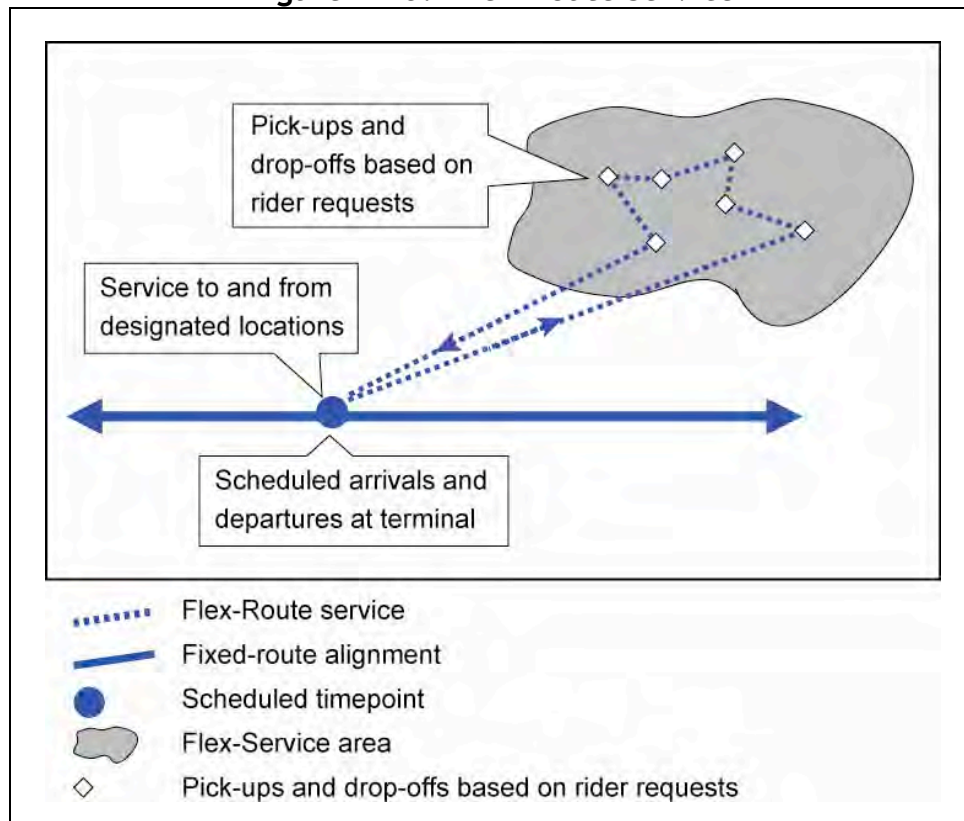 Pick-ups and
drop-offs based on
rider requests
Service to and from
designated locations
Scheduled arrivals and
departures at terminal
Flex-Route service
Fixed-route alignment
Scheduled timepoint
Flex-Service area
Pick-ups and drop-offs based on rider requests